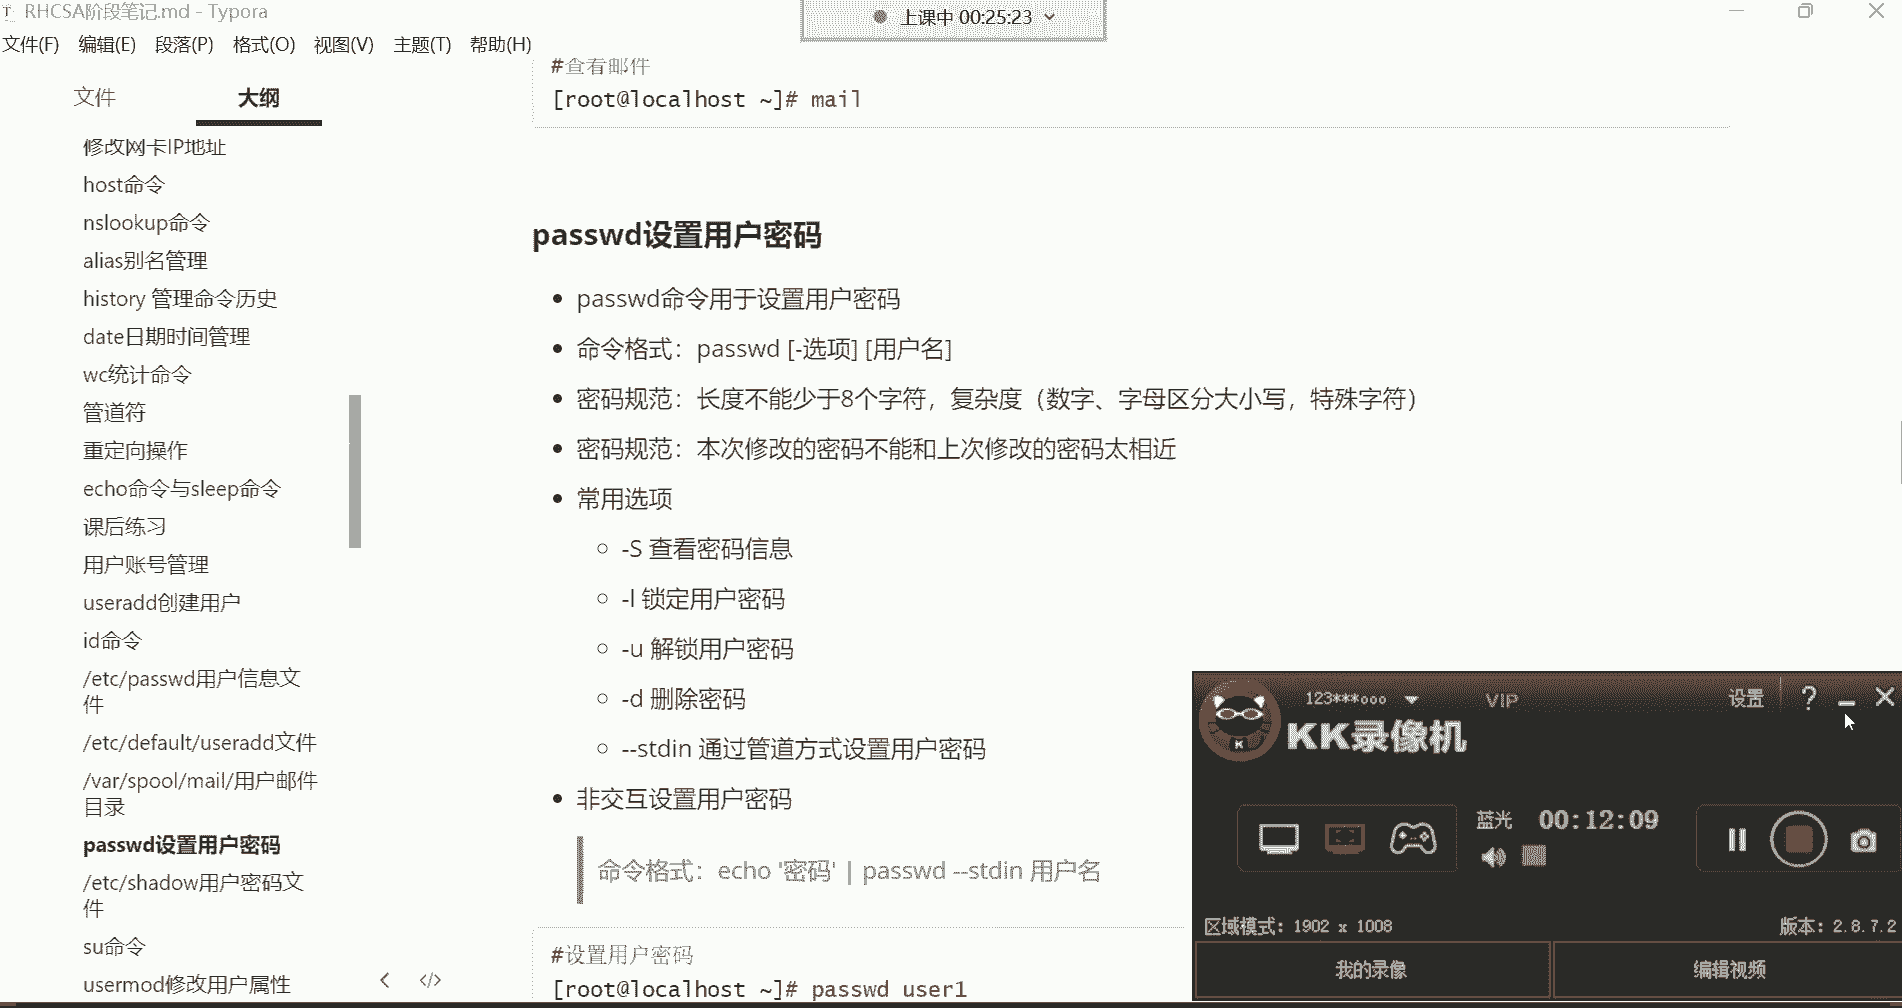 RHCSA阶段笔记.md - Typora
上课中 00:25:23
文件(F) 编辑(E) 段落(P) 格式(O) 视图(V) 主题(T) 帮助(H)
文件 大纲
修改网卡IP地址
host命令
nslookup命令
alias别名管理
history 管理命令历史
date日期时间管理
wc统计命令
管道符
重定向操作
echo命令与sleep命令
课后练习
用户账号管理
useradd创建用户
id命令
/etc/passwd用户信息文
件
/etc/default/useradd文件
/var/spool/mail/用户邮件
目录
passwd设置用户密码
/etc/shadow用户密码文
件
su命令
usermod修改用户属性
#查看邮件
[root@localhost ~]# mail
passwd设置用户密码
passwd命令用于设置用户密码
命令格式：passwd [-选项] [用户名]
密码规范：长度不能少于8个字符，复杂度（数字、字母区分大小写，特殊字符）
密码规范：本次修改的密码不能和上次修改的密码太相近
常用选项
-S 查看密码信息
-l 锁定用户密码
-u 解锁用户密码
-d 删除密码
--stdin 通过管道方式设置用户密码
非交互设置用户密码
命令格式：echo '密码' | passwd --stdin 用户名
#设置用户密码
[root@localhost ~]# passwd user1
123***ooo VIP 设置
KK录像机
蓝光 00:12:09
区域模式：1902 x 1008 版本：2.8.7.2
我的录像 编辑视频